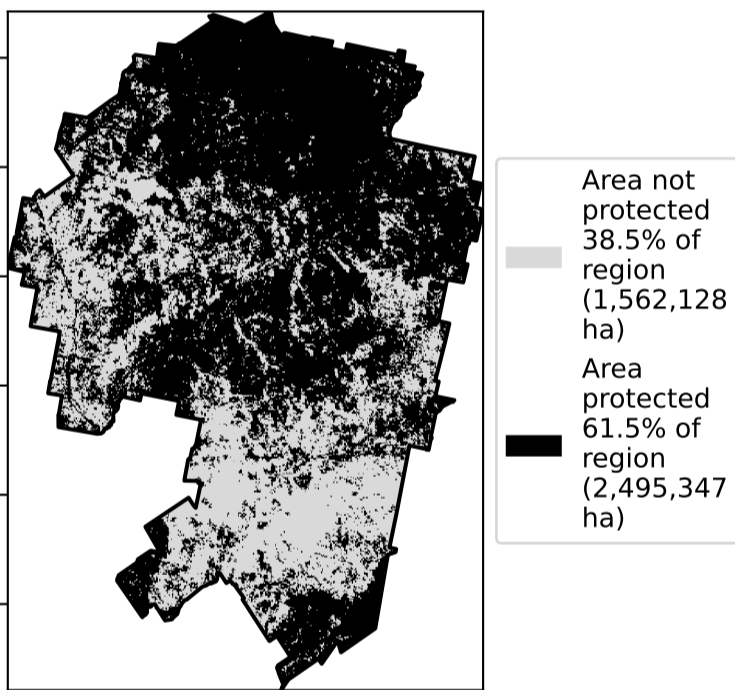 Area not
protected
38.5% of
region
(1,562,128
ha)
Area
protected
61.5% of
region
(2,495,347
ha)